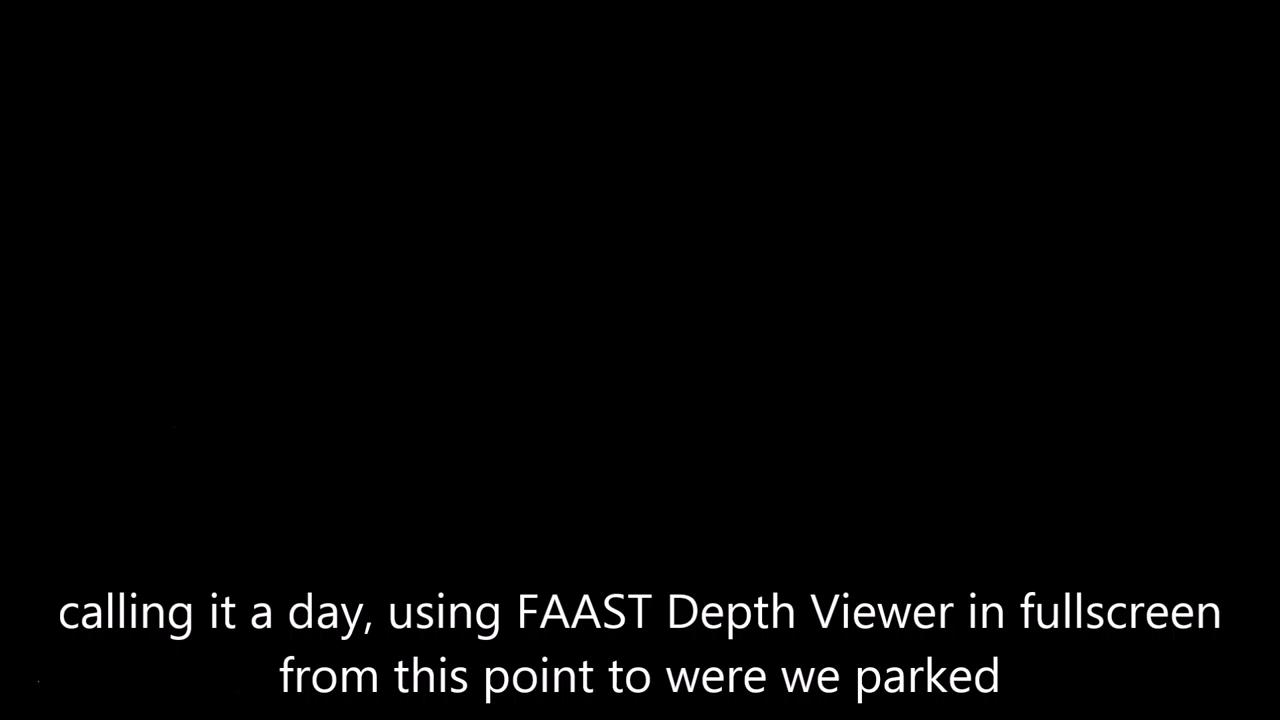 calling it a day, using FAAST Depth Viewer in fullscreen
from this point to were we parked